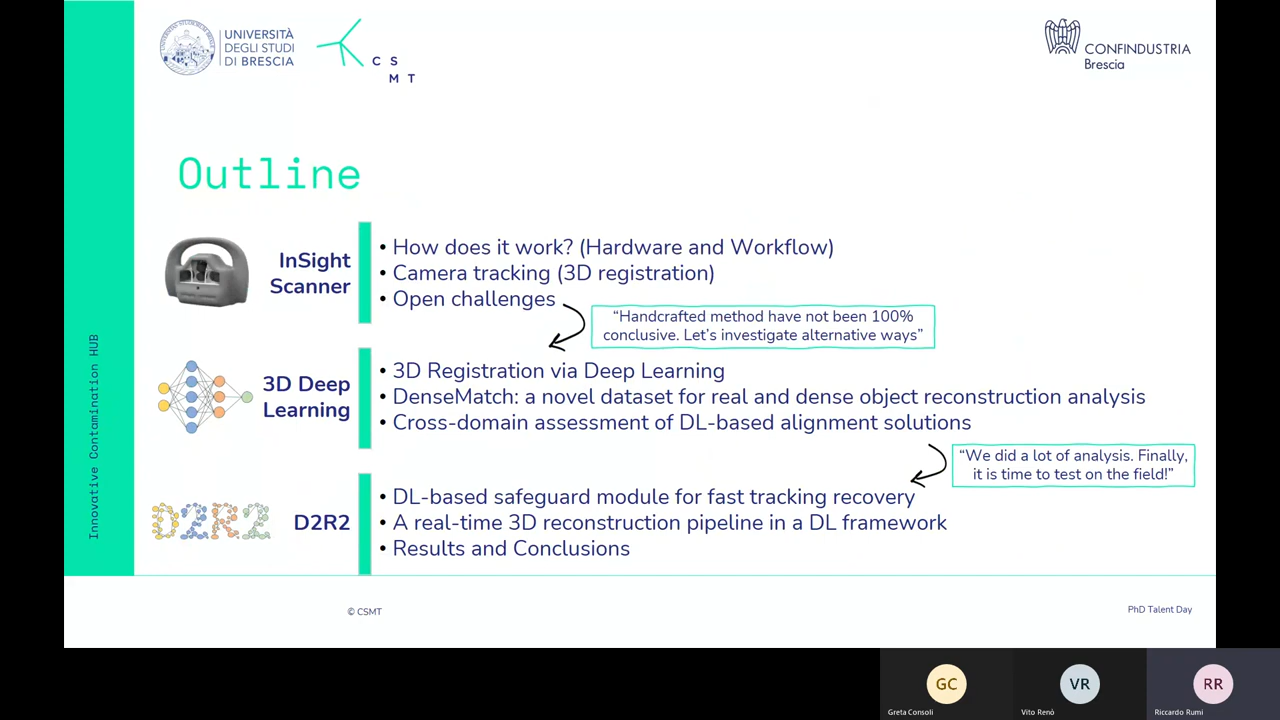 UNIVERSITÀ
DEGLI STUDI
DI BRESCIA
C S
M T
CONFINDUSTRIA
Brescia
Outline
InSight
Scanner
• How does it work? (Hardware and Workflow)
• Camera tracking (3D registration)
• Open challenges
“Handcrafted method have not been 100%
conclusive. Let’s investigate alternative ways”
3D Deep
Learning
• 3D Registration via Deep Learning
• DenseMatch: a novel dataset for real and dense object reconstruction analysis
• Cross-domain assessment of DL-based alignment solutions
“We did a lot of analysis. Finally,
it is time to test on the field!”
D2R2
D2R2
• DL-based safeguard module for fast tracking recovery
• A real-time 3D reconstruction pipeline in a DL framework
• Results and Conclusions
Innovative Contamination HUB
© CSMT
PhD Talent Day
GC
Greta Consoli
VR
Vito Renò
RR
Riccardo Rumi